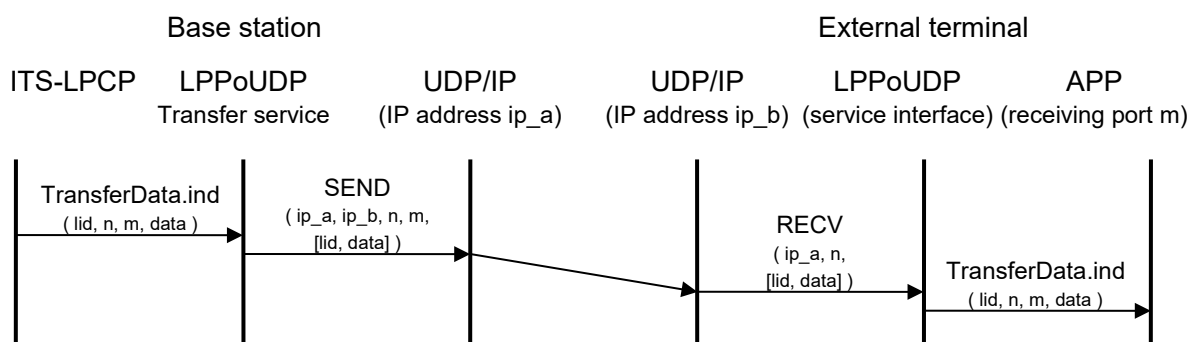 Base station
External terminal
ITS-LPCP
LPPoUDP
UDP/IP
UDP/IP
LPPoUDP
APP
Transfer service
(IP address ip_a)
(IP address ip_b)
(service interface)
(receiving port m)
TransferData.ind
( lid, n, m, data )
SEND
( ip_a, ip_b, n, m,
[lid, data] )
RECV
( ip_a, n,
[lid, data] )
TransferData.ind
( lid, n, m, data )